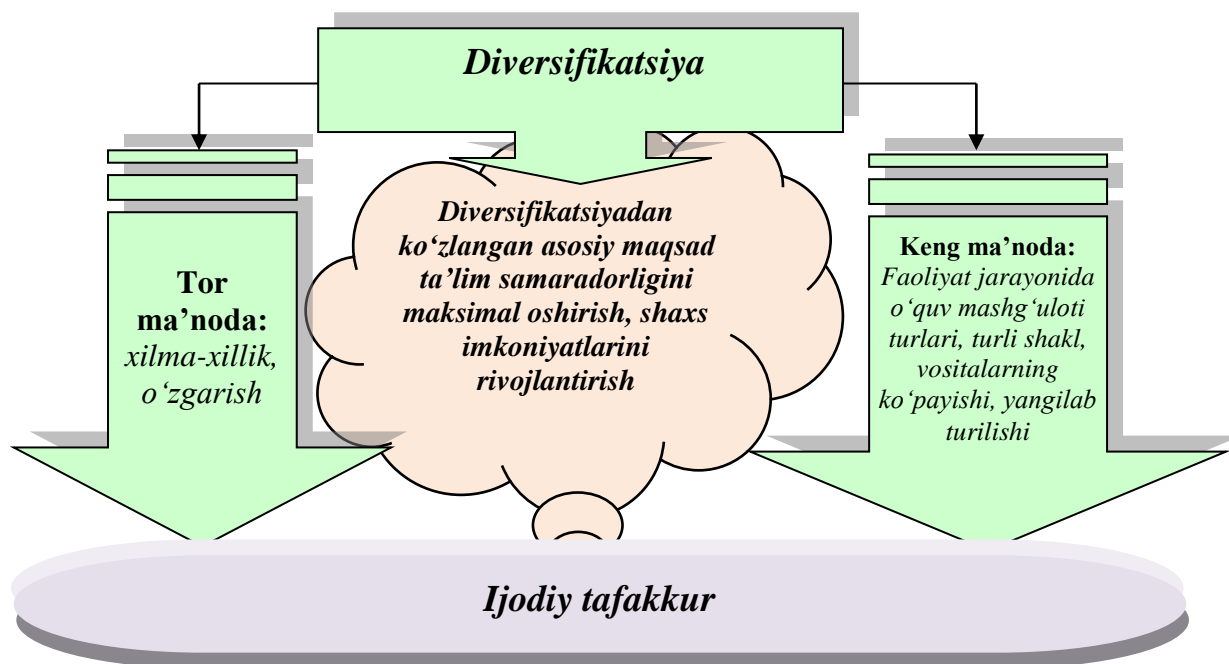 Diversifikatsiya
Tor
ma’noda:
xilma-xillik,
o‘zgarish
Diversifikatsiyadan
ko‘zlangan asosiy maqsad
ta’lim samaradorligini
maksimal oshirish, shaxs
imkoniyatlarini
rivojlantirish
Keng ma’noda:
Faoliyat jarayonida
o‘quv mashg‘uloti
turlari, turli shakl,
vositalarning
ko‘payishi, yangilab
turilishi
Ijodiy tafakkur